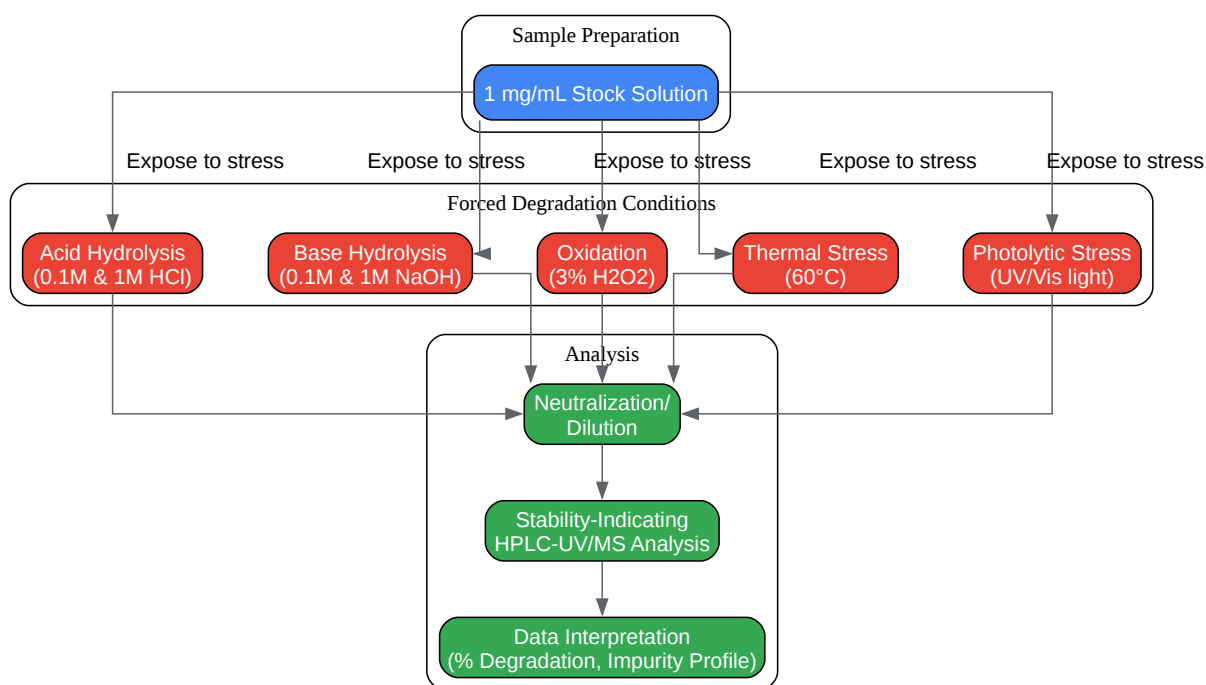 Sample Preparation
1 mg/mL Stock Solution
Expose to stress
Expose to stress
Expose to stress
Expose to stress
Expose to stress
Forced Degradation Conditions
Acid Hydrolysis
(0.1M & 1M HCl)
Base Hydrolysis
(0.1M & 1M NaOH)
Oxidation
(3% H2O2)
Thermal Stress
(60°C)
Photolytic Stress
(UV/Vis light)
Analysis
Neutralization/
Dilution
Stability-Indicating
HPLC-UV/MS Analysis
Data Interpretation
(% Degradation, Impurity Profile)